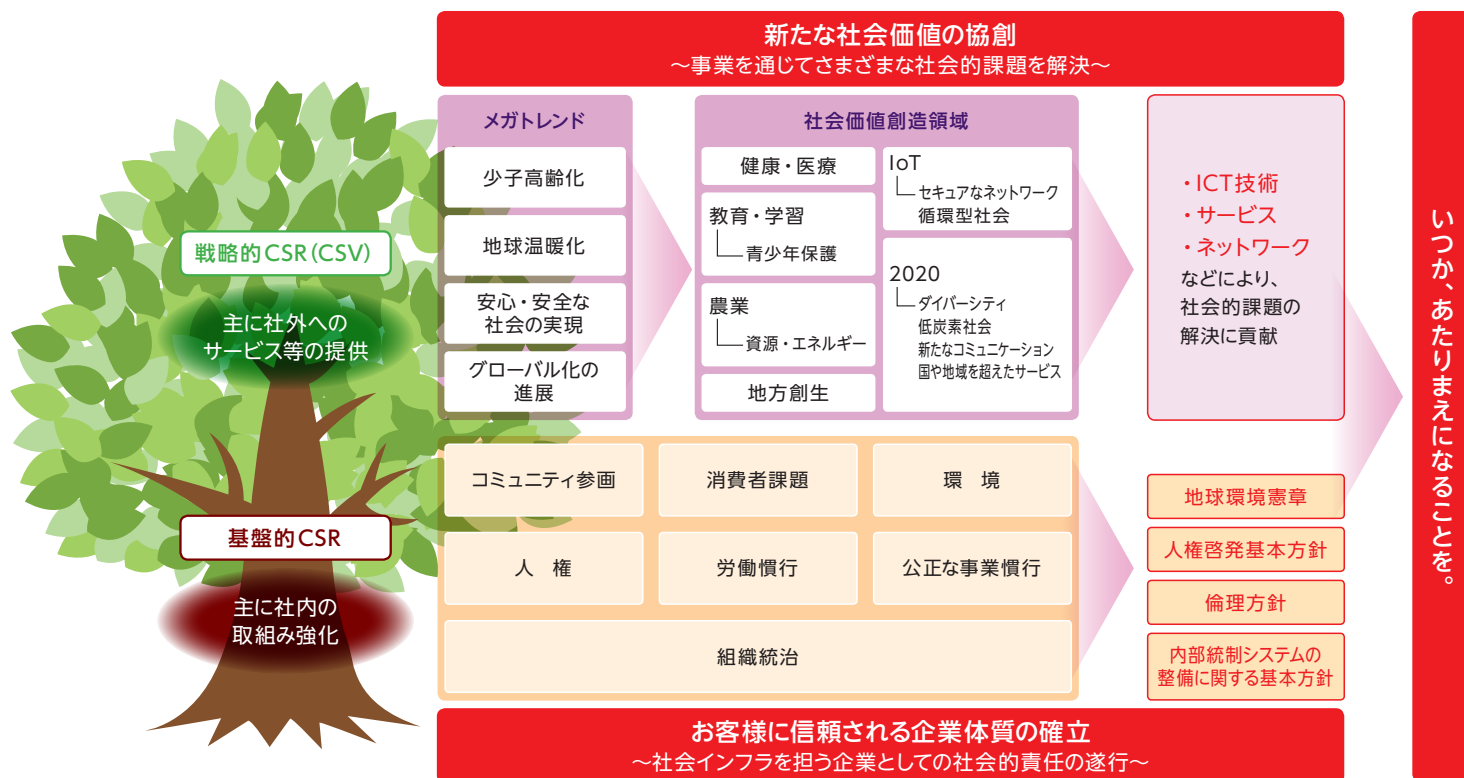 新たな社会価値の協創
～事業を通じてさまざまな社会的課題を解決～
戦略的CSR(CSV)
主に社外への
サービス等の提供
メガトレンド
少子高齢化
地球温暖化
安心・安全な
社会の実現
グローバル化の
進展
社会価値創造領域
健康・医療
教育・学習
青少年保護
農業
資源・エネルギー
地方創生
IoT
セキュアなネットワーク
循環型社会
2020
ダイバーシティ
低炭素社会
新たなコミュニケーション
国や地域を超えたサービス
・ICT技術
・サービス
・ネットワーク
などにより、
社会的課題の
解決に貢献
基盤的CSR
主に社内の
取組み強化
コミュニティ参画
消費者課題
環　境
人　権
労働慣行
公正な事業慣行
組織統治
地球環境憲章
人権啓発基本方針
倫理方針
内部統制システムの
整備に関する基本方針
お客様に信頼される企業体質の確立
～社会インフラを担う企業としての社会的責任の遂行～
いつか、あたりまえになることを。